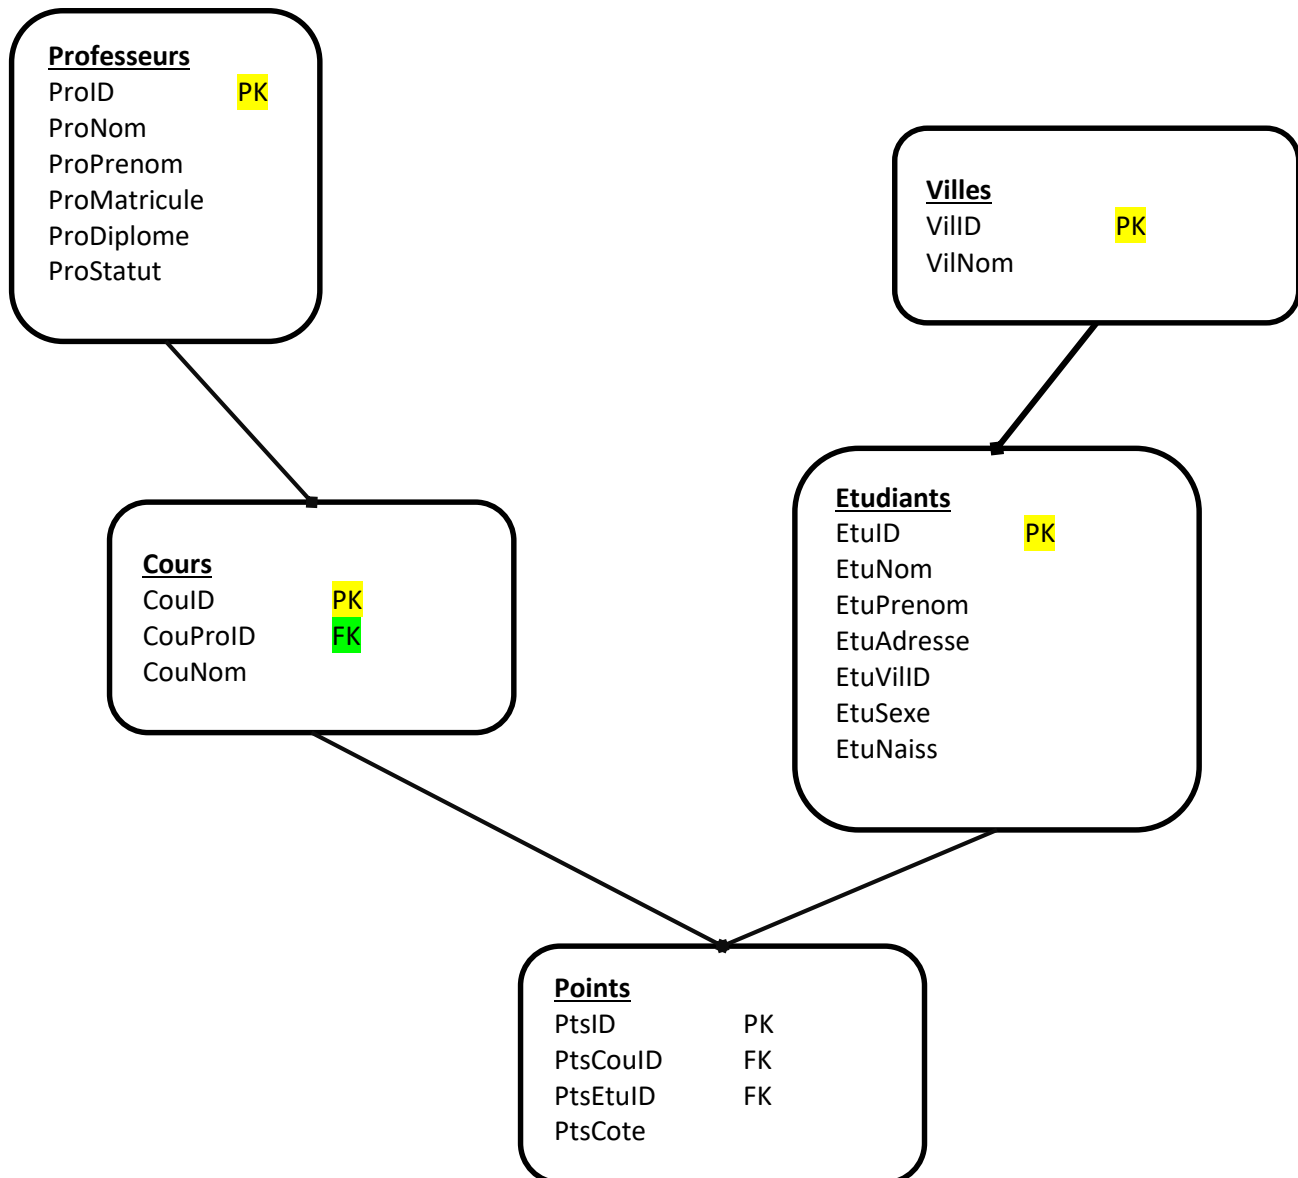 Professeurs
ProID PK
ProNom
ProPrenom
ProMatricule
ProDiplome
ProStatut
Villes
VilID PK
VilNom
Cours
CouID PK
CouProID FK
CouNom
Etudiants
EtuID PK
EtuNom
EtuPrenom
EtuAdresse
EtuVilID
EtuSexe
EtuNaiss
Points
PtsID PK
PtsCouID FK
PtsEtuID FK
PtsCote